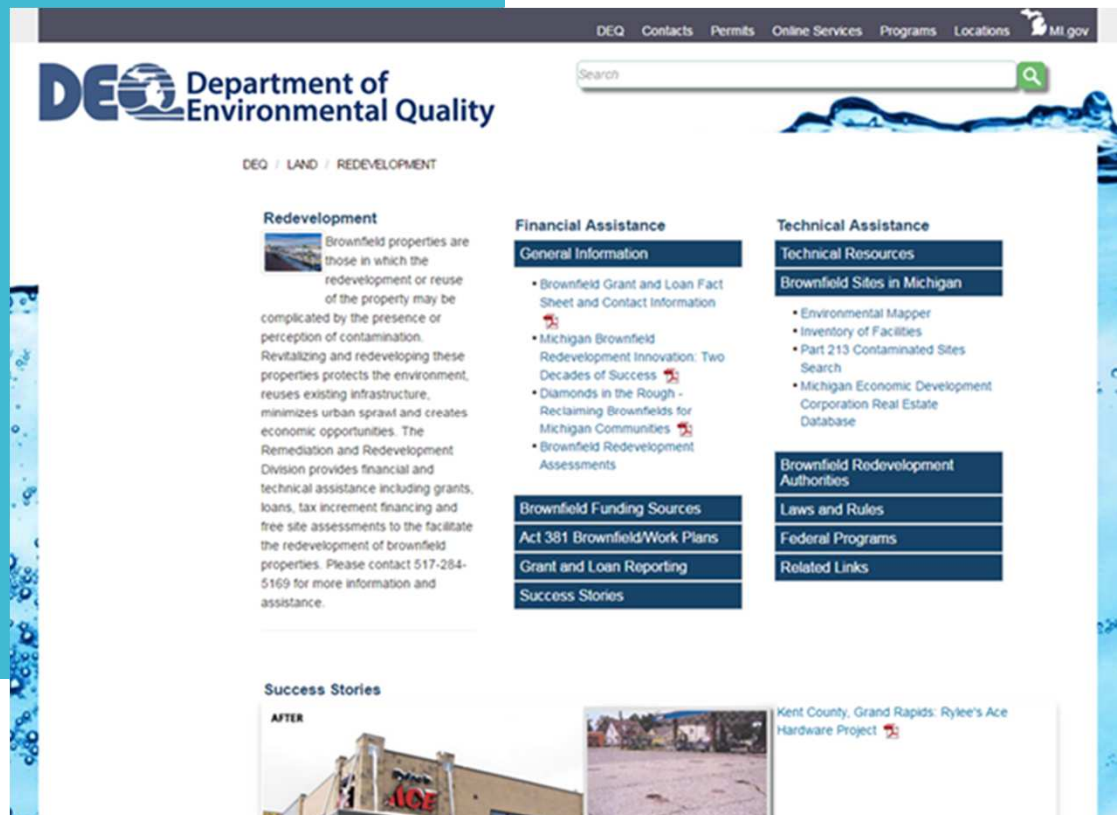 DEQ Contacts Permits Online Services Programs Locations MI.gov
DEQ Department of
Environmental Quality
Search
DEQ / LAND / REDEVELOPMENT
Redevelopment
Brownfield properties are
those in which the
redevelopment or reuse
of the property may be
complicated by the presence or
perception of contamination.
Revitalizing and redeveloping these
properties protects the environment,
reuses existing infrastructure,
minimizes urban sprawl and creates
economic opportunities. The
Remediation and Redevelopment
Division provides financial and
technical assistance including grants,
loans, tax increment financing and
free site assessments to the facilitate
the redevelopment of brownfield
properties. Please contact 517-284-
5169 for more information and
assistance.
Financial Assistance
General Information
Brownfield Grant and Loan Fact
Sheet and Contact Information
Michigan Brownfield
Redevelopment Innovation: Two
Decades of Success
Diamonds in the Rough -
Reclaiming Brownfields for
Michigan Communities
Brownfield Redevelopment
Assessments
Brownfield Funding Sources
Act 381 Brownfield/Work Plans
Grant and Loan Reporting
Success Stories
Technical Assistance
Technical Resources
Brownfield Sites in Michigan
Environmental Mapper
Inventory of Facilities
Part 213 Contaminated Sites
Search
Michigan Economic Development
Corporation Real Estate
Database
Brownfield Redevelopment
Authorities
Laws and Rules
Federal Programs
Related Links
Success Stories
AFTER
ACE
Kent County, Grand Rapids: Rylee's Ace
Hardware Project